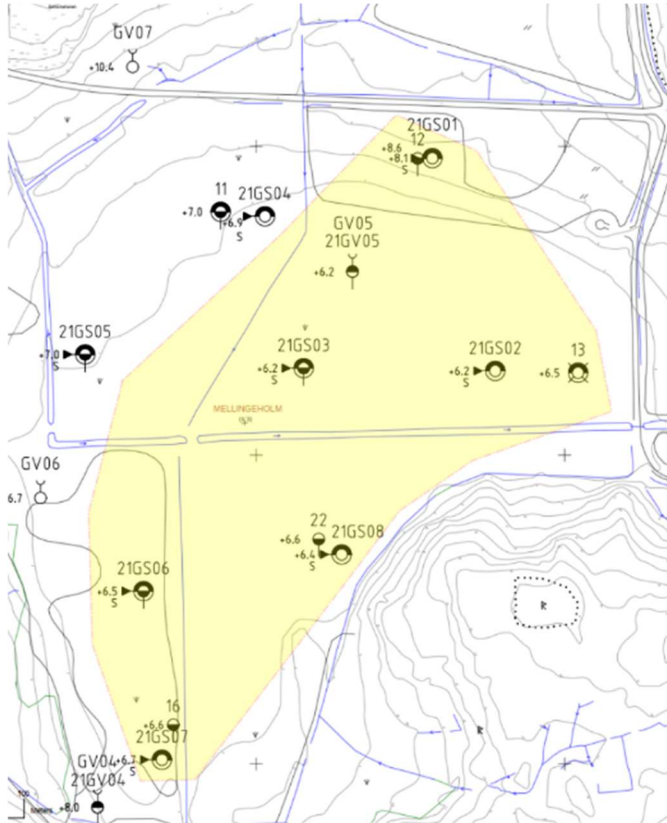 GV07
+10.4
21GS01
12
+8.6
+8.1
S
11
21GS04
+7.0
+6.9
S
GV05
21GV05
+6.2
21GS05
+7.0
S
21GS03
+6.2
S
21GS02
+6.2
S
13
+6.5
MELLINGEHOLM
GV06
6.7
22
+6.6
21GS08
+6.4
S
21GS06
+6.5
S
16
+6.6
21GS07
+6.7
S
GV04
21GV04
+8.0
100